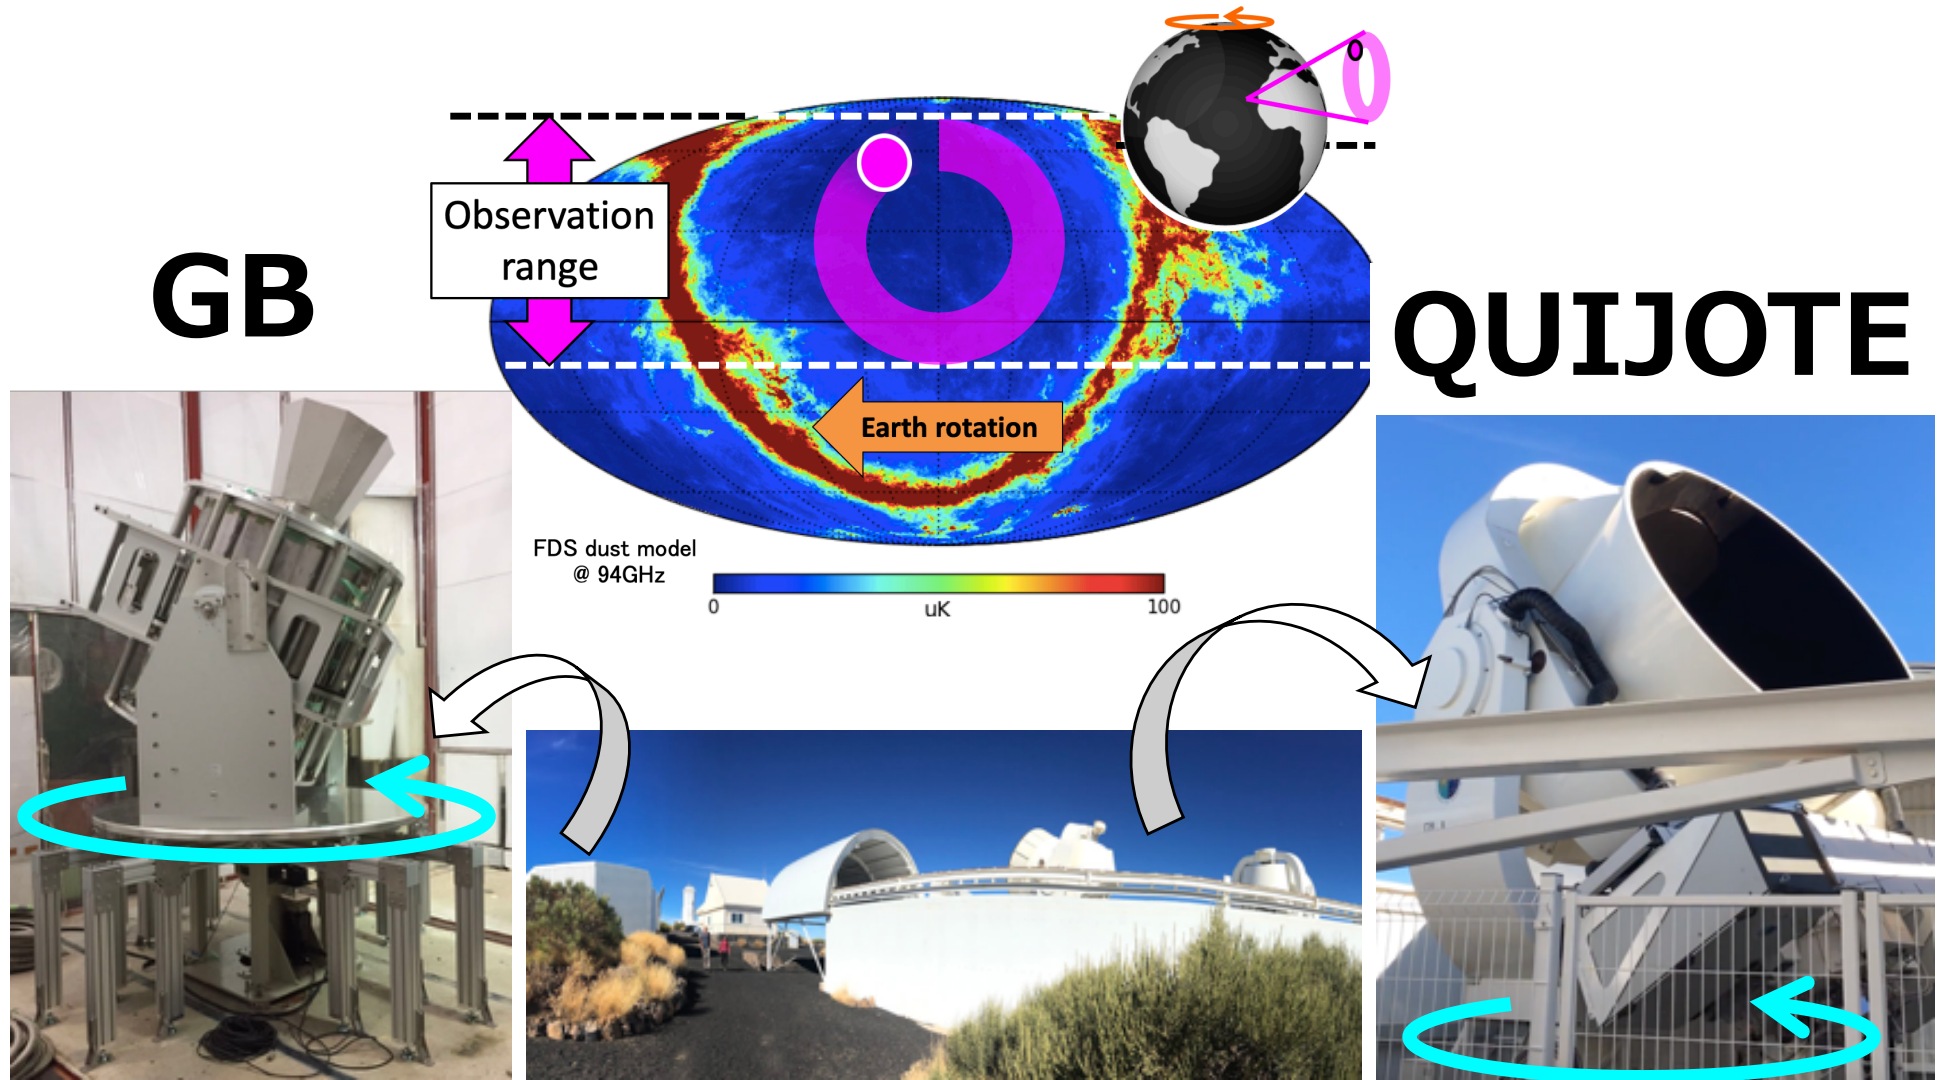 GB
Observation
range
QUIJOTE
Earth rotation
FDS dust model
@ 94GHz
0
uK
100